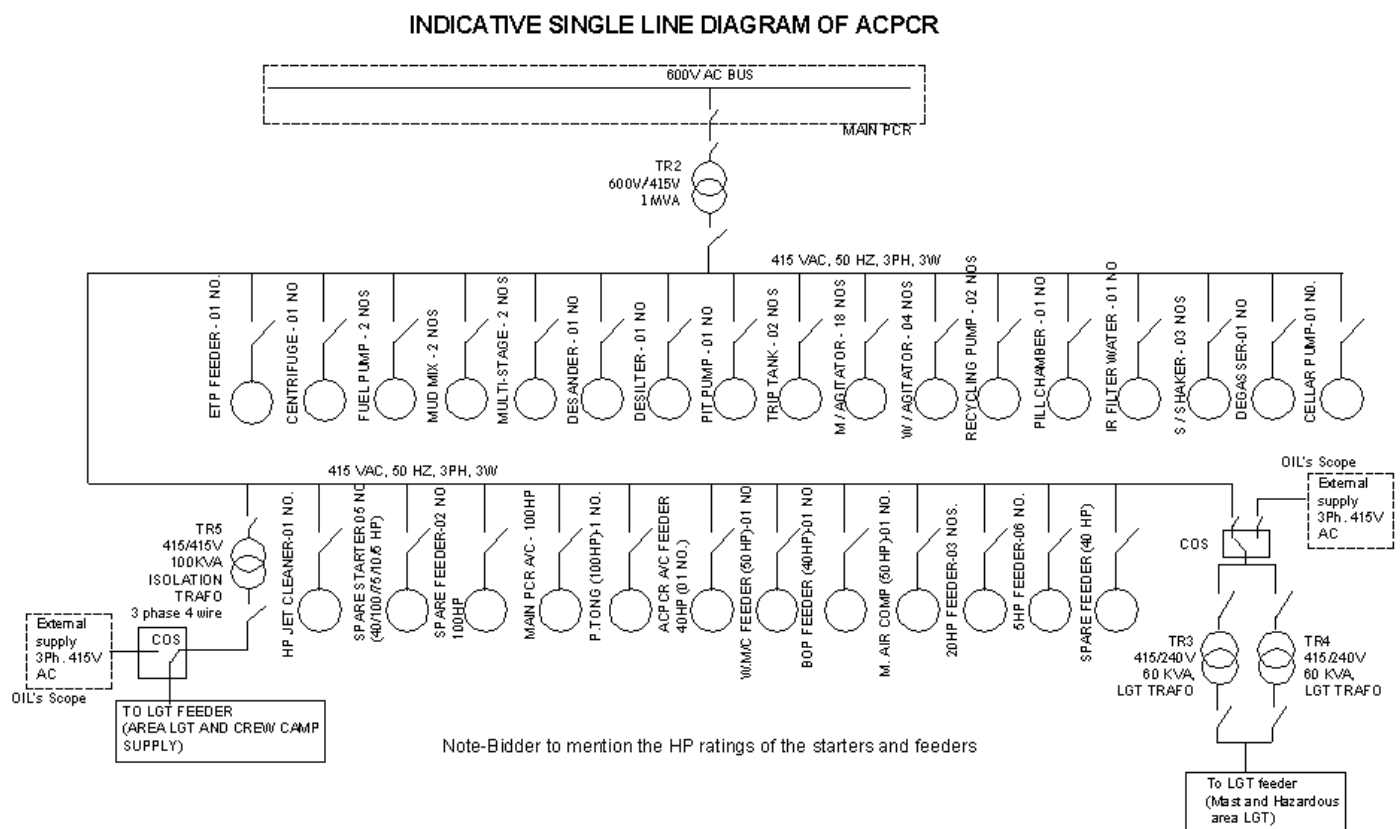 INDICATIVE SINGLE LINE DIAGRAM OF ACPCR
600V AC BUS
MAIN PCR
TR2
600V/415V
1 MVA
415 VAC, 50 HZ, 3PH, 3W
ETP FEEDER - 01 NO.
CENTRIFUGE - 01 NO
FUEL PUMP - 2 NOS
MUD MIX - 2 NOS
MULTI-STAGE - 2 NOS
DESANDER - 01 NO
DESILTER - 01 NO
PIT PUMP - 01 NO
TRIP TANK - 02 NOS
M / AGITATOR - 18 NOS
W / AGITATOR - 04 NOS
RECYCLING PUMP - 02 NOS
PILL CHAMBER - 01 NO
IR FILTER WATER - 01 NO
S / SHAKER - 03 NOS
DEGASSER-01 NO
CELLAR PUMP-01 NO.
415 VAC, 50 HZ, 3PH, 3W
TR5
415/415V
100KVA
ISOLATION
TRAFO
3 phase 4 wire
HP JET CLEANER-01 NO.
SPARE STARTER 05 NO
(40/100/75/10/5 HP)
SPARE FEEDER-02 NO
100HP
MAIN PCR A/C - 100HP
P.TONG (100HP)-1 NO.
ACPCR A/C FEEDER
40HP (01 NO.)
W.M/C FEEDER (50HP)-01 NO
BOP FEEDER (40HP)-01 NO
M. AIR COMP (50 HP)-01 NO.
20HP FEEDER-03 NOS.
5HP FEEDER-06 NO.
SPARE FEEDER (40 HP)
OIL's Scope
External
supply
3Ph. 415V
AC
COS
TR3
415/240V
60 KVA,
LGT TRAFO
TR4
415/240V
60 KVA,
LGT TRAFO
External
supply
3Ph. 415V
AC
COS
OIL's Scope
TO LGT FEEDER
(AREA LGT AND CREW CAMP
SUPPLY)
Note-Bidder to mention the HP ratings of the starters and feeders
To LGT feeder
(Mast and Hazardous
area LGT)